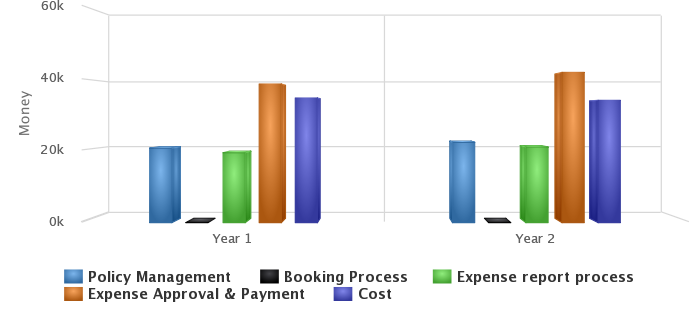 60k
40k
Money
20k
0k
Year 1 Year 2
Policy Management Booking Process Expense report process
Expense Approval & Payment Cost